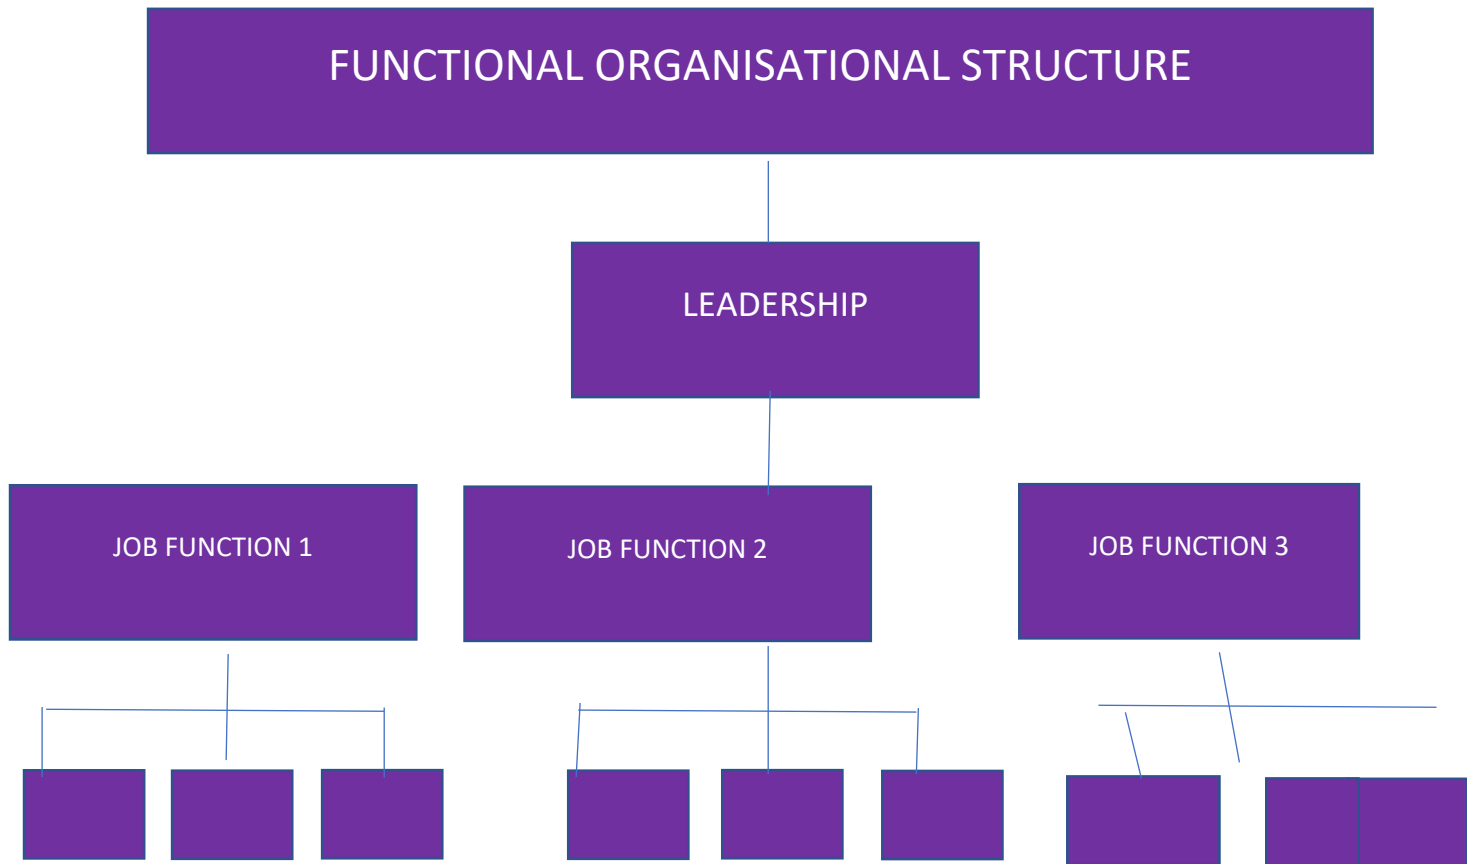 FUNCTIONAL ORGANISATIONAL STRUCTURE
LEADERSHIP
JOB FUNCTION 1
JOB FUNCTION 2
JOB FUNCTION 3